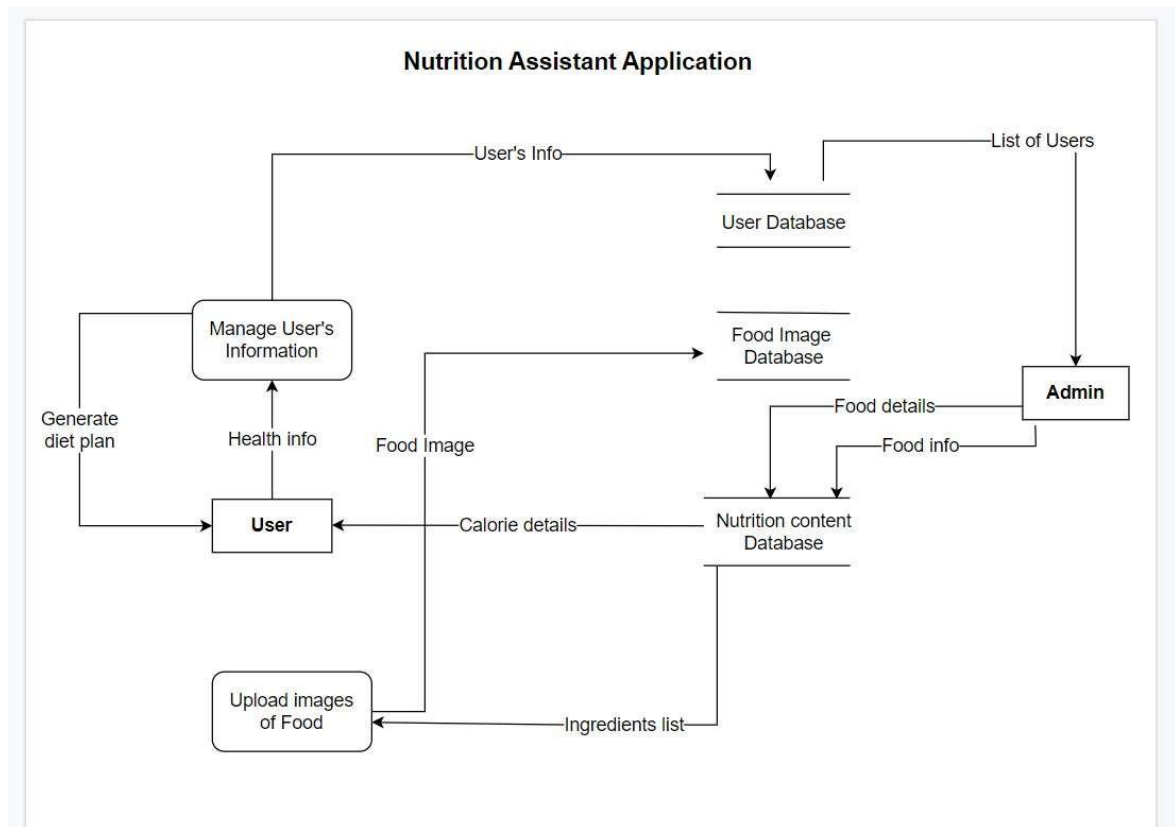 Nutrition Assistant Application
User's Info
List of Users
User Database
Manage User's
Information
Food Image
Database
Admin
Generate
diet plan
Health info
Food Image
Food details
Food info
User
Calorie details
Nutrition content
Database
Upload images
of Food
Ingredients list